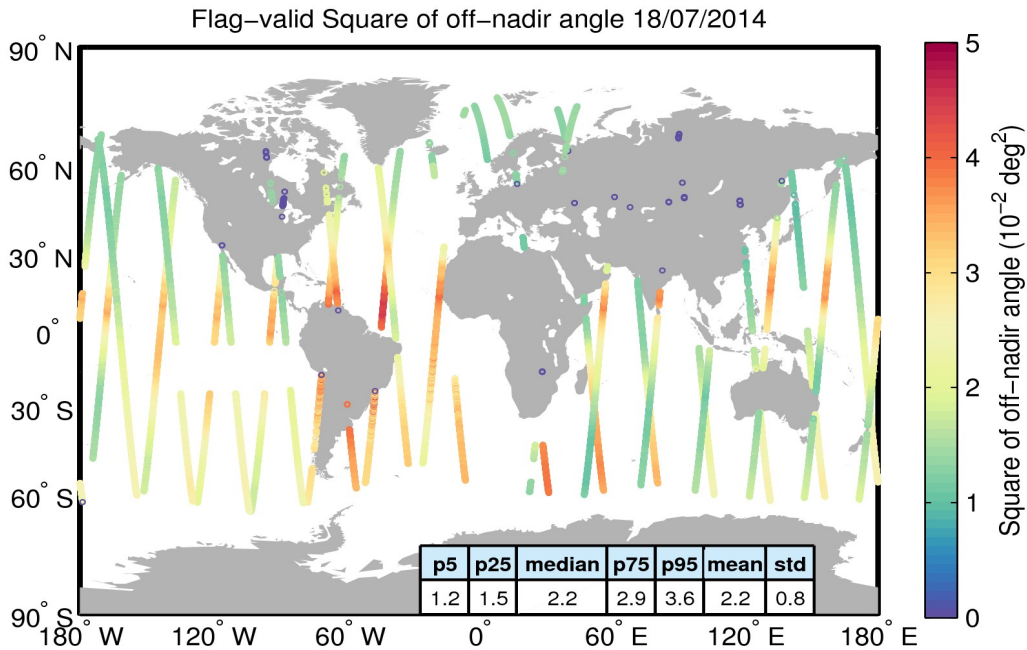 Flag−valid Square of off−nadir angle 18/07/2014
90° N
60° N
30° N
0°
30° S
60° S
90° S
180° W
120° W
60° W
0°
60° E
120° E
180° E
p5 p25 median p75 p95 mean std
1.2 1.5 2.2 2.9 3.6 2.2 0.8
5
4
3
2
1
0
Square of off−nadir angle (10⁻² deg²)